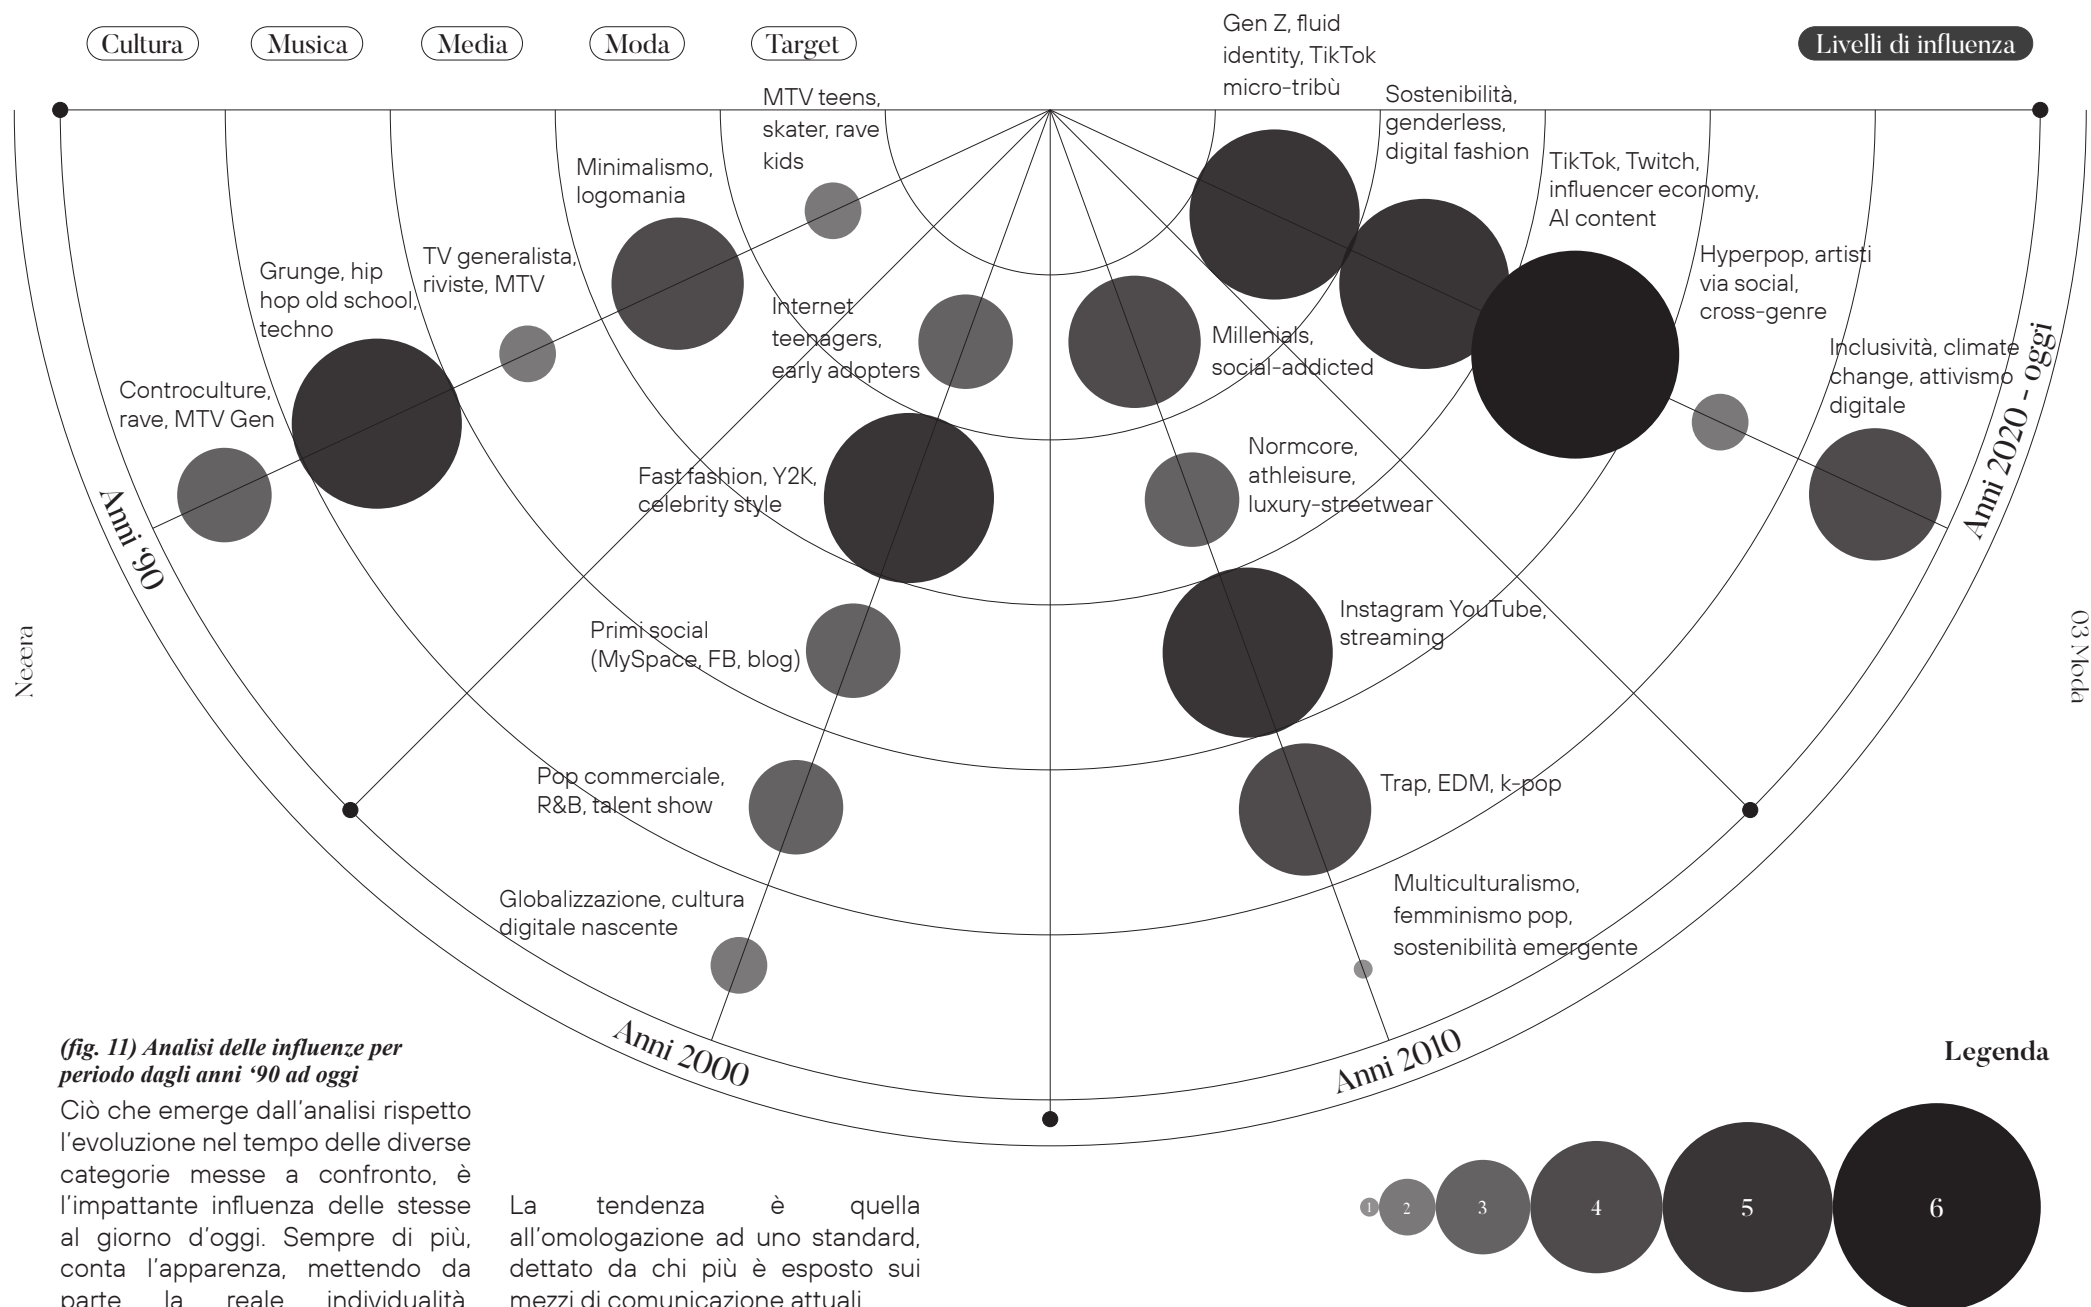 Cultura
Musica
Media
Moda
Target
Livelli di influenza
Gen Z, fluid
identity, TikTok
micro-tribù
Sostenibilità,
genderless,
digital fashion
TikTok, Twitch,
influencer economy,
AI content
Hyperpop, artisti
via social,
cross-genre
Inclusività, climate
change, attivismo
digitale
MTV teens,
skater, rave
kids
Minimalismo,
logomania
TV generalista,
riviste, MTV
Grunge, hip
hop old school,
techno
Controculture,
rave, MTV Gen
Internet
teenagers,
early adopters
Millenials,
social-addicted
Fast fashion, Y2K,
celebrity style
Normcore,
athleisure,
luxury-streetwear
Primi social
(MySpace, FB, blog)
Instagram YouTube,
streaming
Pop commerciale,
R&B, talent show
Trap, EDM, k-pop
Globalizzazione, cultura
digitale nascente
Multiculturalismo,
femminismo pop,
sostenibilità emergente
Anni ‘90
Anni 2000
Anni 2010
Anni 2020 - oggi
Neæra
03 Moda
(fig. 11) Analisi delle influenze per
periodo dagli anni ‘90 ad oggi
Ciò che emerge dall’analisi rispetto
l’evoluzione nel tempo delle diverse
categorie messe a confronto, è
l’impattante influenza delle stesse
al giorno d’oggi. Sempre di più,
conta l’apparenza, mettendo da
parte la reale individualità.
La tendenza è quella
all’omologazione ad uno standard,
dettato da chi più è esposto sui
mezzi di comunicazione attuali
Legenda
1
2
3
4
5
6